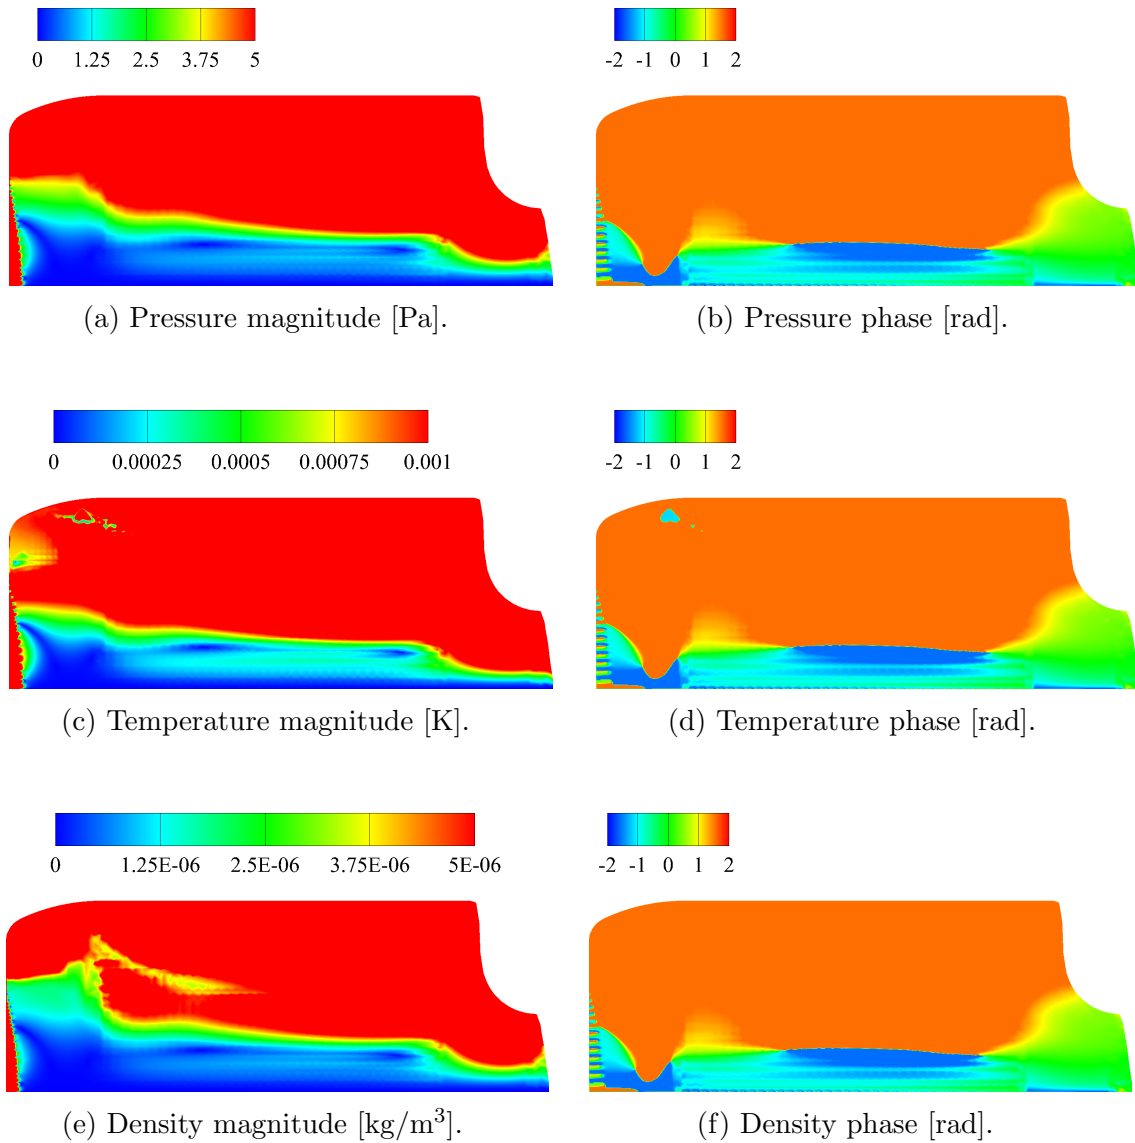 0 1.25 2.5 3.75 5
-2 -1 0 1 2
(a) Pressure magnitude [Pa].
(b) Pressure phase [rad].
0 0.00025 0.0005 0.00075 0.001
-2 -1 0 1 2
(c) Temperature magnitude [K].
(d) Temperature phase [rad].
0 1.25E-06 2.5E-06 3.75E-06 5E-06
-2 -1 0 1 2
(e) Density magnitude [kg/m³].
(f) Density phase [rad].